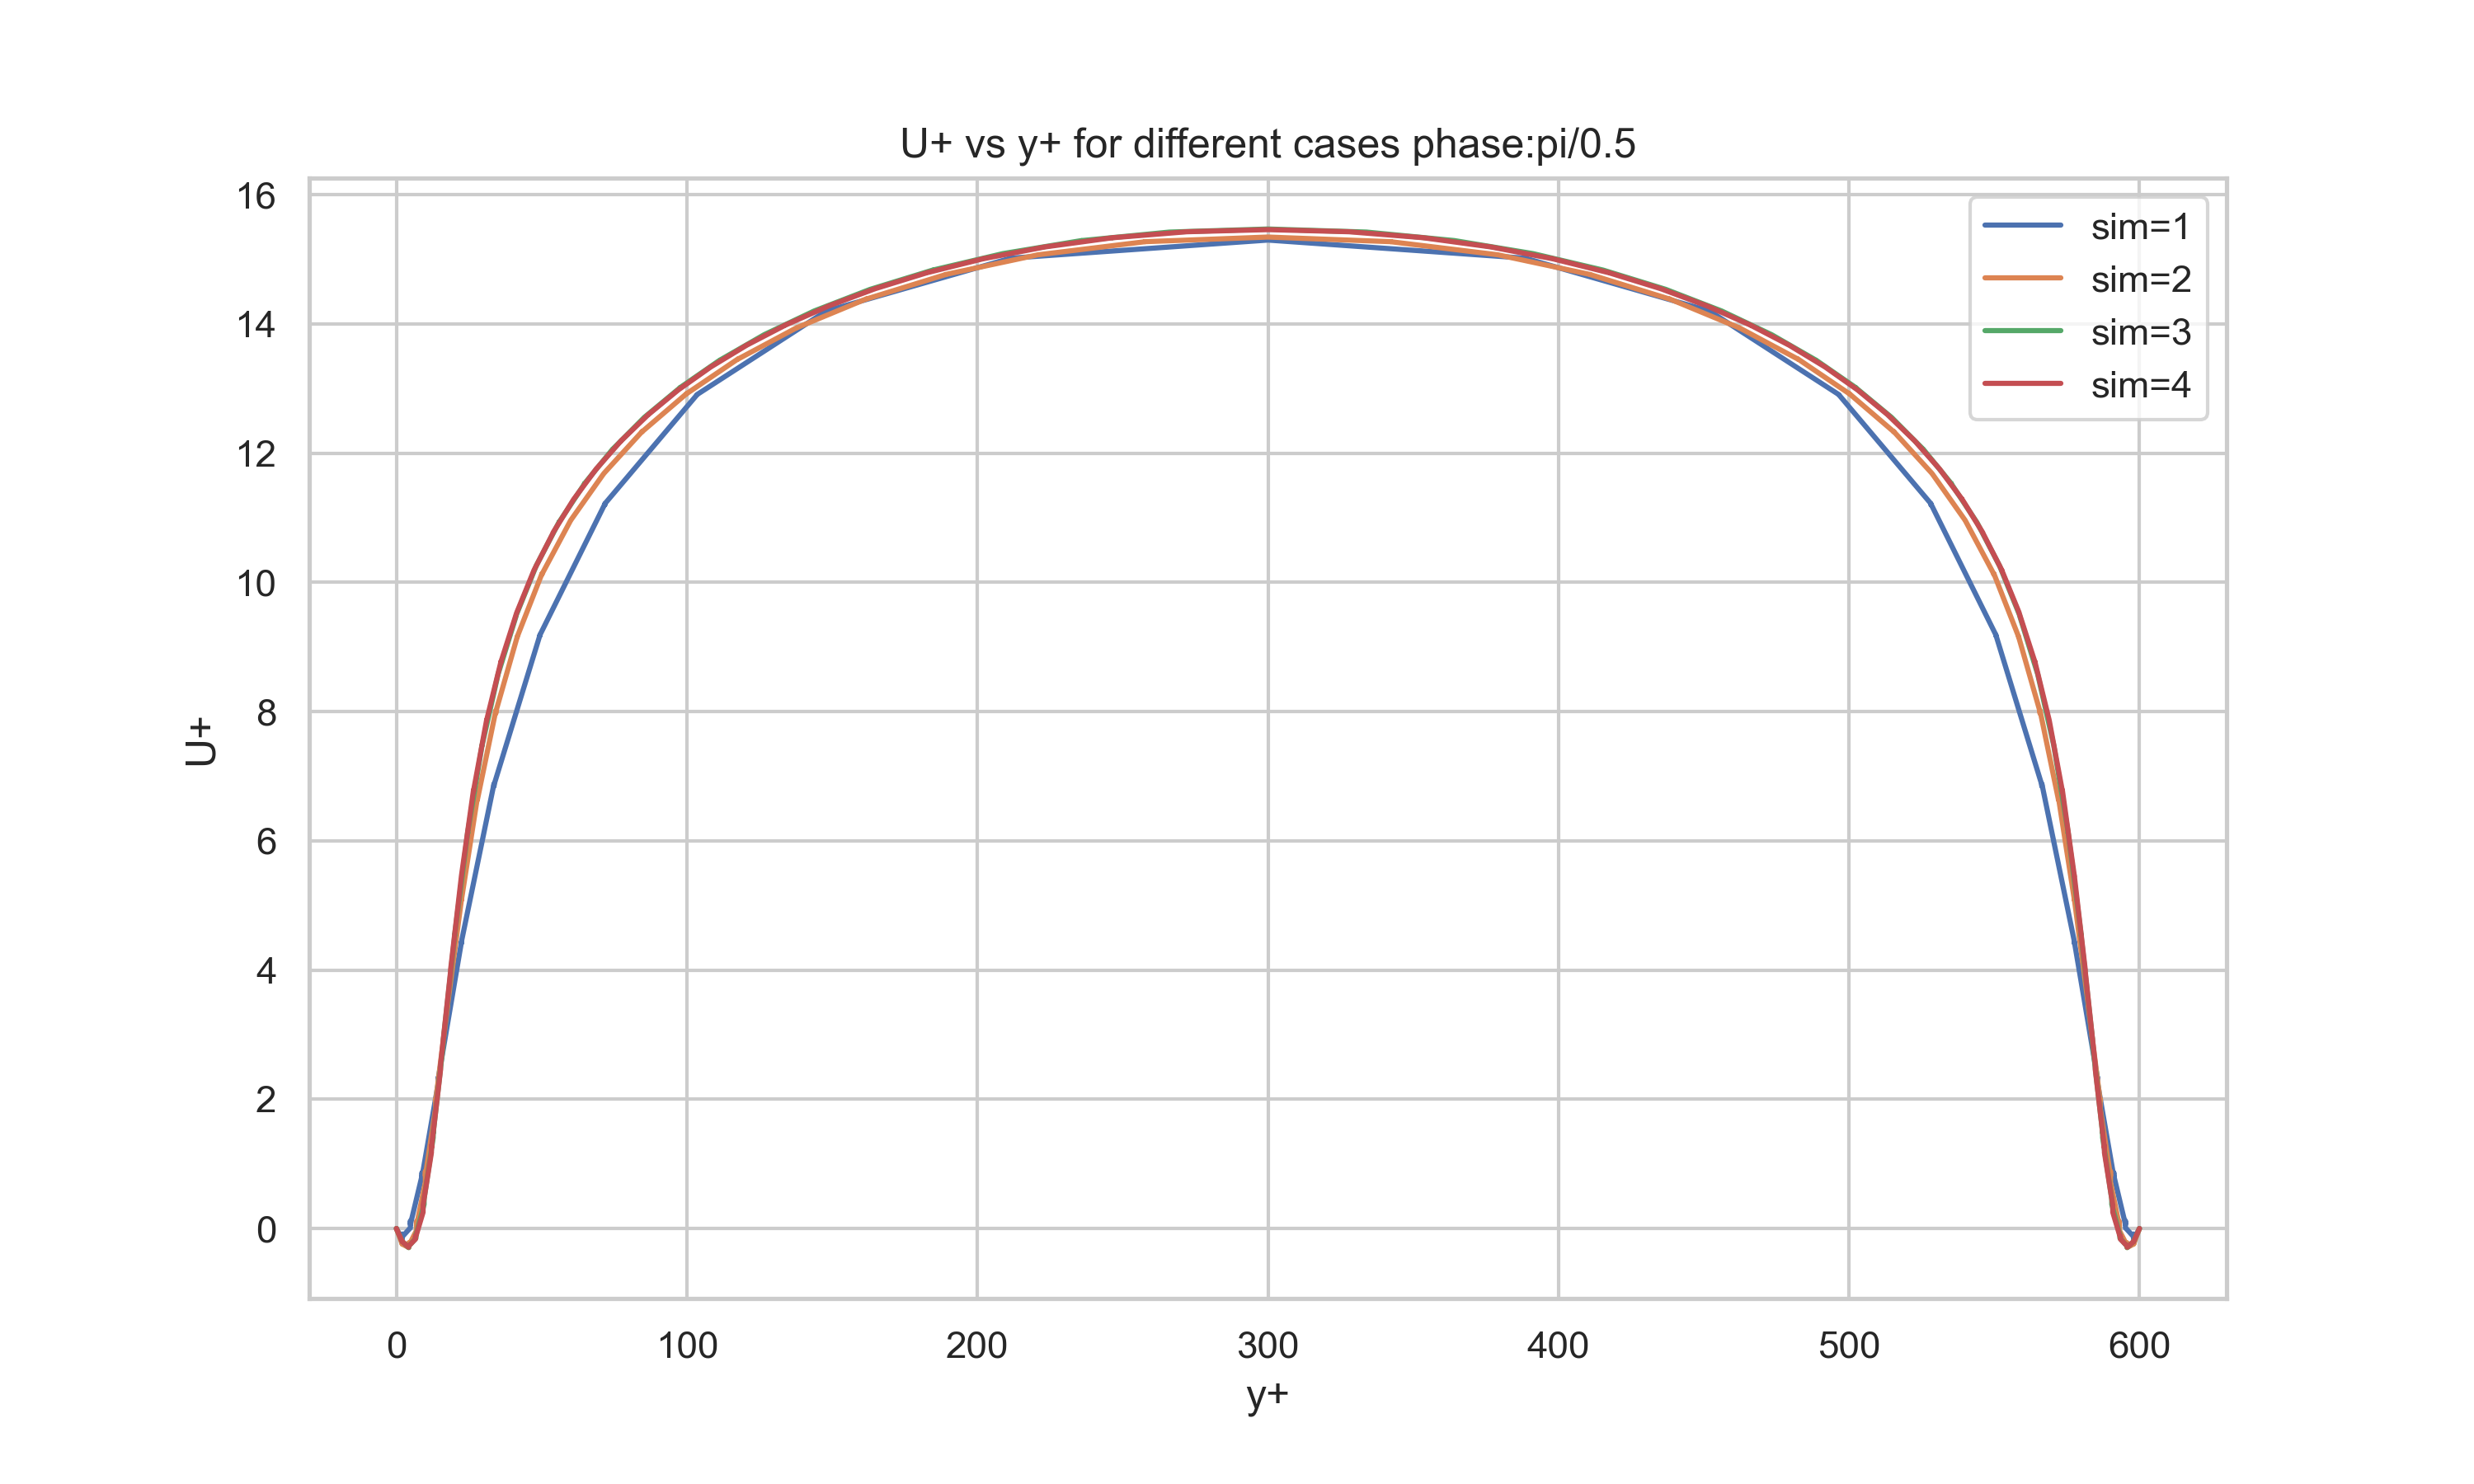 U+ vs y+ for different cases phase:pi/0.5
16
14
12
10
8
6
4
2
0
U+
sim=1
sim=2
sim=3
sim=4
0 100 200 300 400 500 600
y+